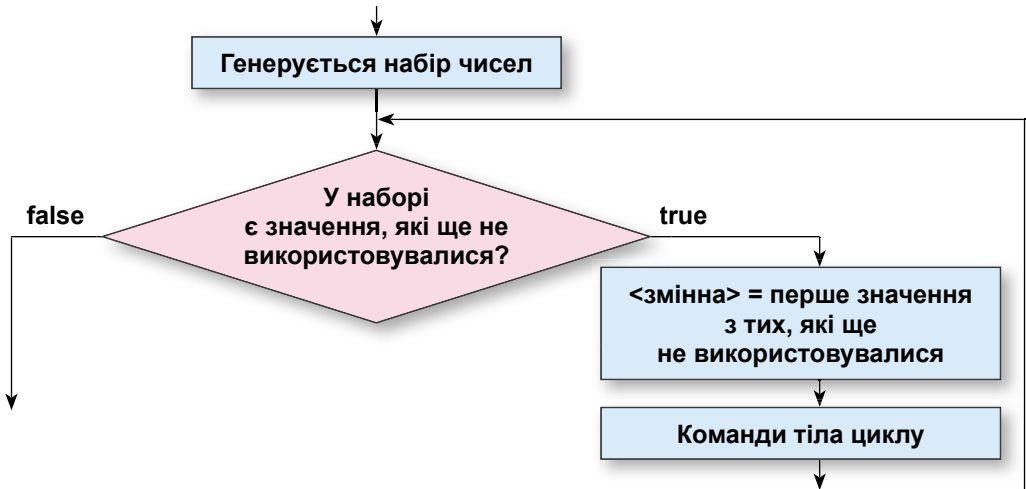 Генерується набір чисел
У наборі
є значення, які ще не
використовувалися?
false
true
<змінна> = перше значення
з тих, які ще
не використовувалися
Команди тіла циклу